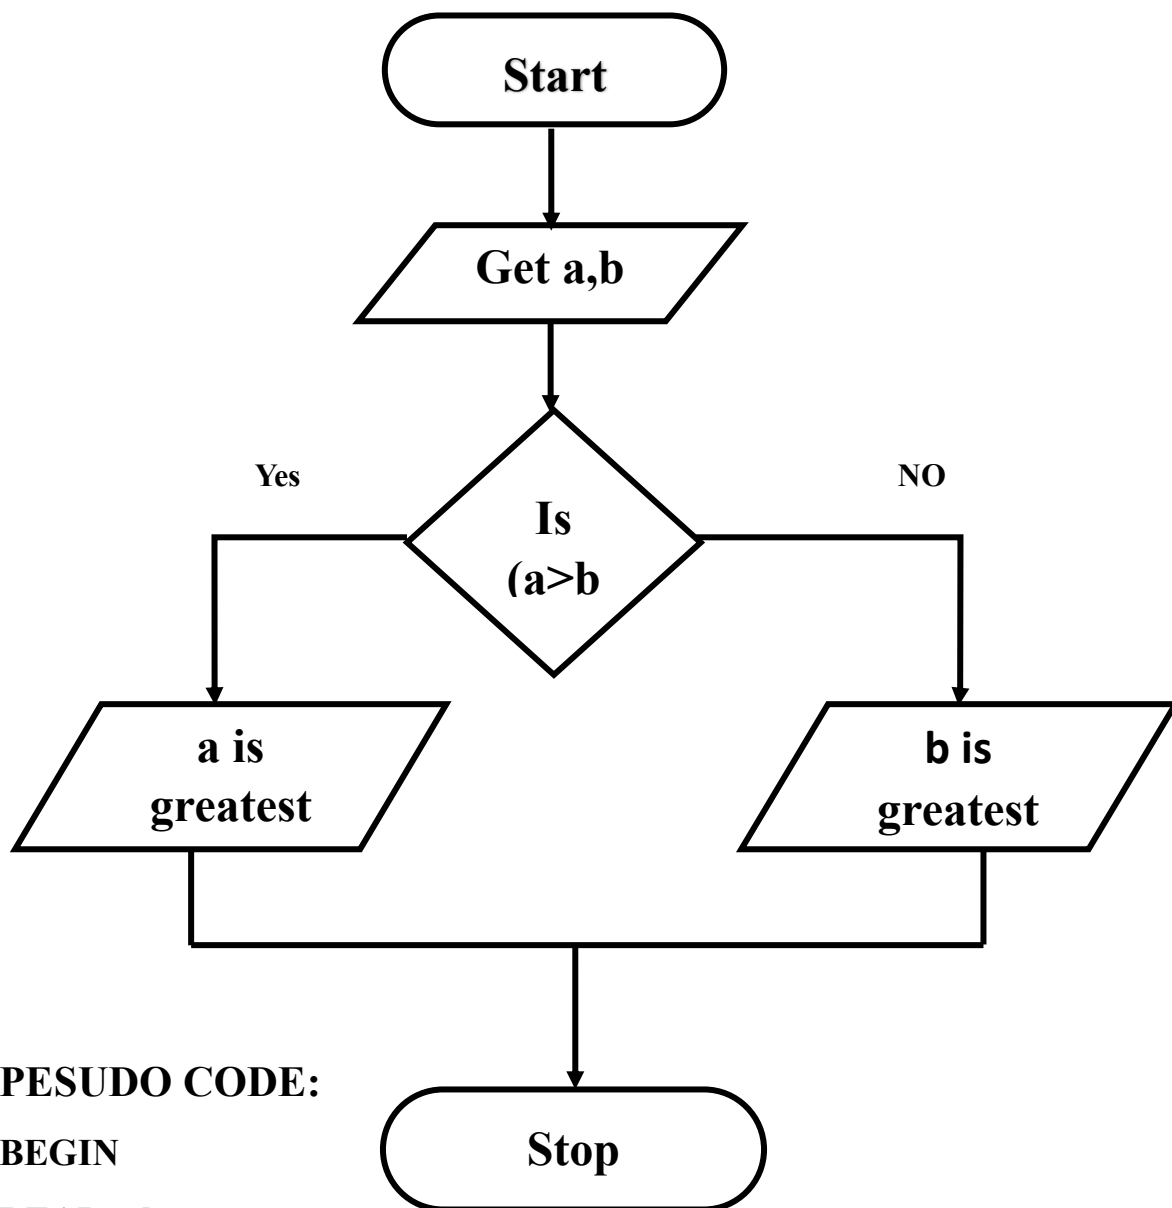 Start
Get a,b
Yes
NO
Is
(a>b
a is
greatest
b is
greatest
PESUDO CODE:
BEGIN
Stop